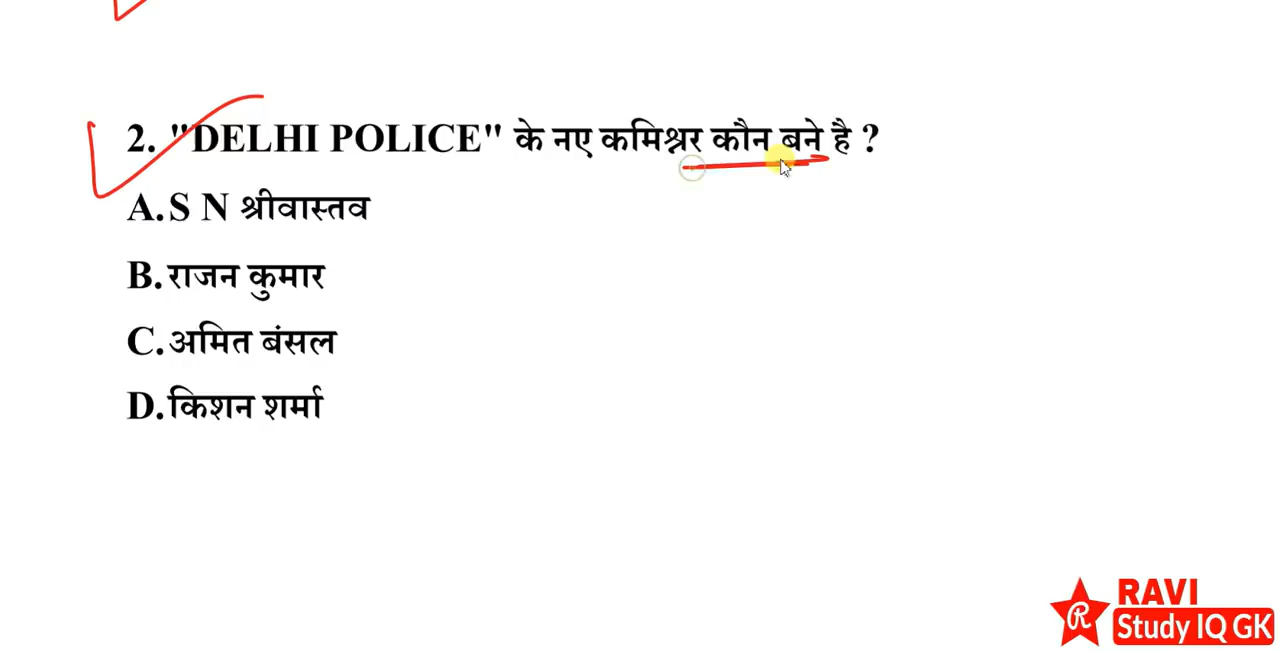 2. "DELHI POLICE" के नए कमिश्नर कौन बने है ?
A.S N श्रीवास्तव
B.राजन कुमार
C.अमित बंसल
D.किशन शर्मा
R
RAVI
Study IQ GK